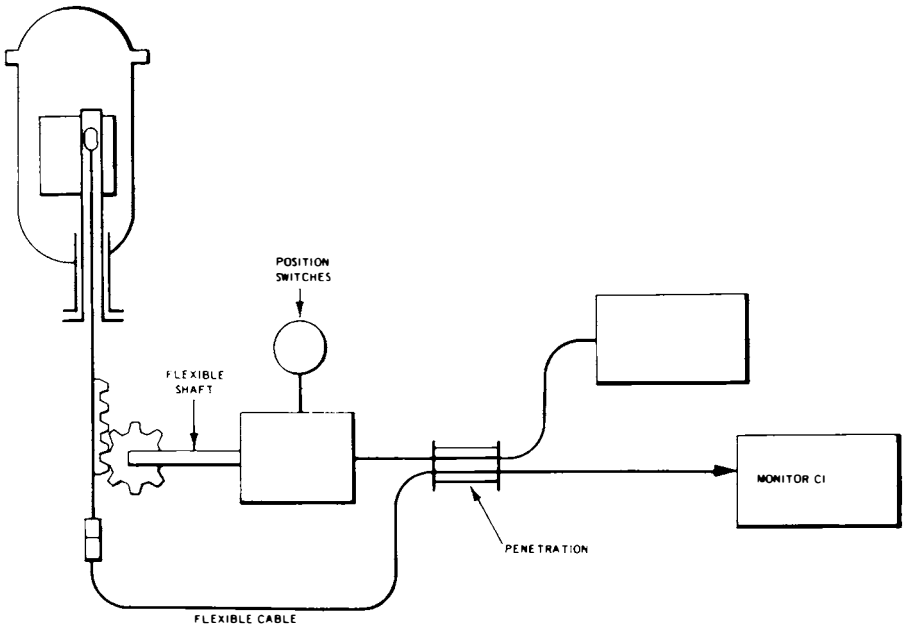 POSITION
SWITCHES
FLEXIBLE
SHAFT
MONITOR CI
PENETRATION
FLEXIBLE CABLE